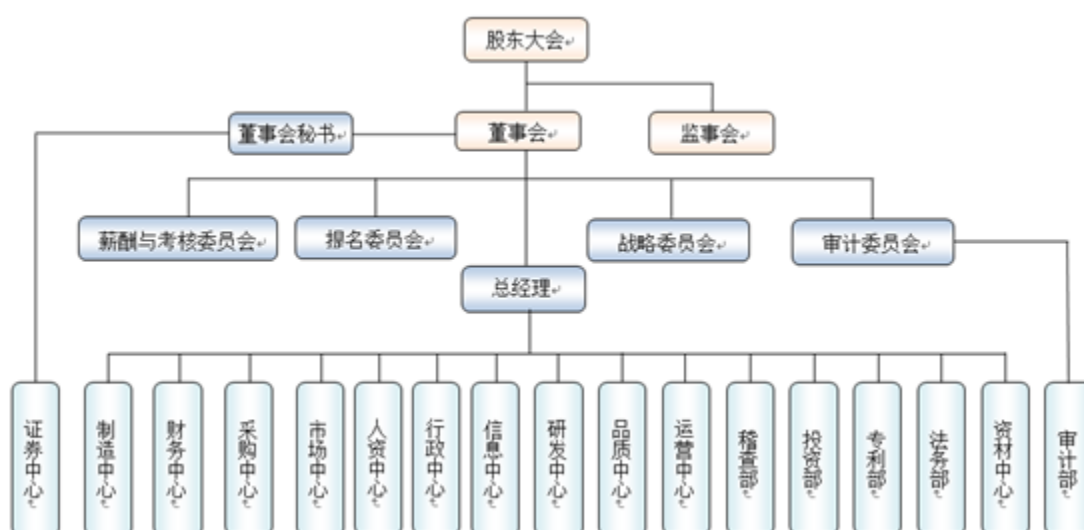 股东大会
董事会秘书
董事会
监事会
薪酬与考核委员会
提名委员会
战略委员会
审计委员会
总经理
证券中心
制造中心
财务中心
采购中心
市场中心
人资中心
行政中心
信息中心
研发中心
品质中心
运营中心
稽查部
投资部
专利部
法务部
资材中心
审计部